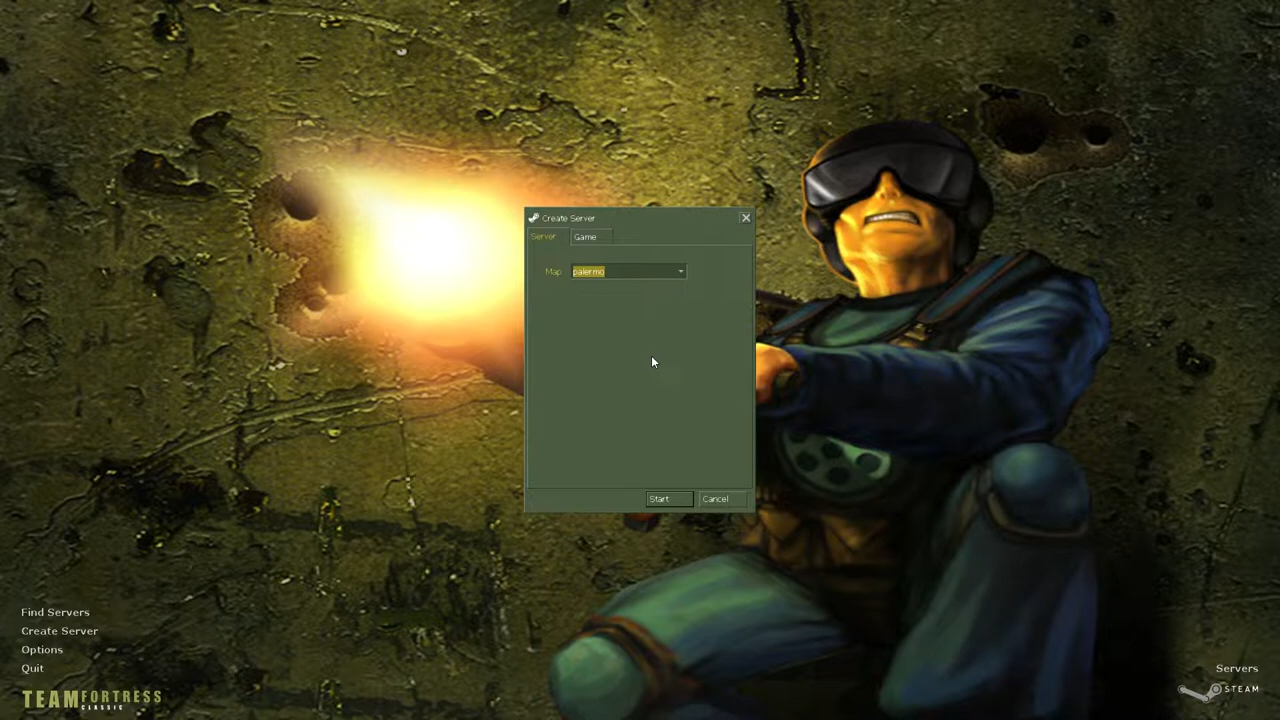 Create Server
Server
Game
Map
palermo
Start
Cancel
Find Servers
Create Server
Options
Quit
TEAM FORTRESS
CLASSIC
Servers
STEAM